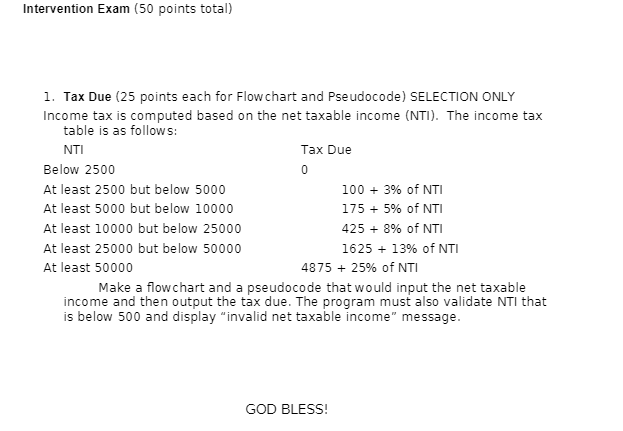 Intervention Exam (50 points total)
1. Tax Due (25 points each for Flowchart and Pseudocode) SELECTION ONLY
Income tax is computed based on the net taxable income (NTI). The income tax
table is as follows:
NTI Tax Due
Below 2500 0
At least 2500 but below 5000 100 + 3% of NTI
At least 5000 but below 10000 175 + 5% of NTI
At least 10000 but below 25000 425 + 8% of NTI
At least 25000 but below 50000 1625 + 13% of NTI
At least 50000 4875 + 25% of NTI
Make a flowchart and a pseudocode that would input the net taxable
income and then output the tax due. The program must also validate NTI that
is below 500 and display “invalid net taxable income” message.
GOD BLESS!